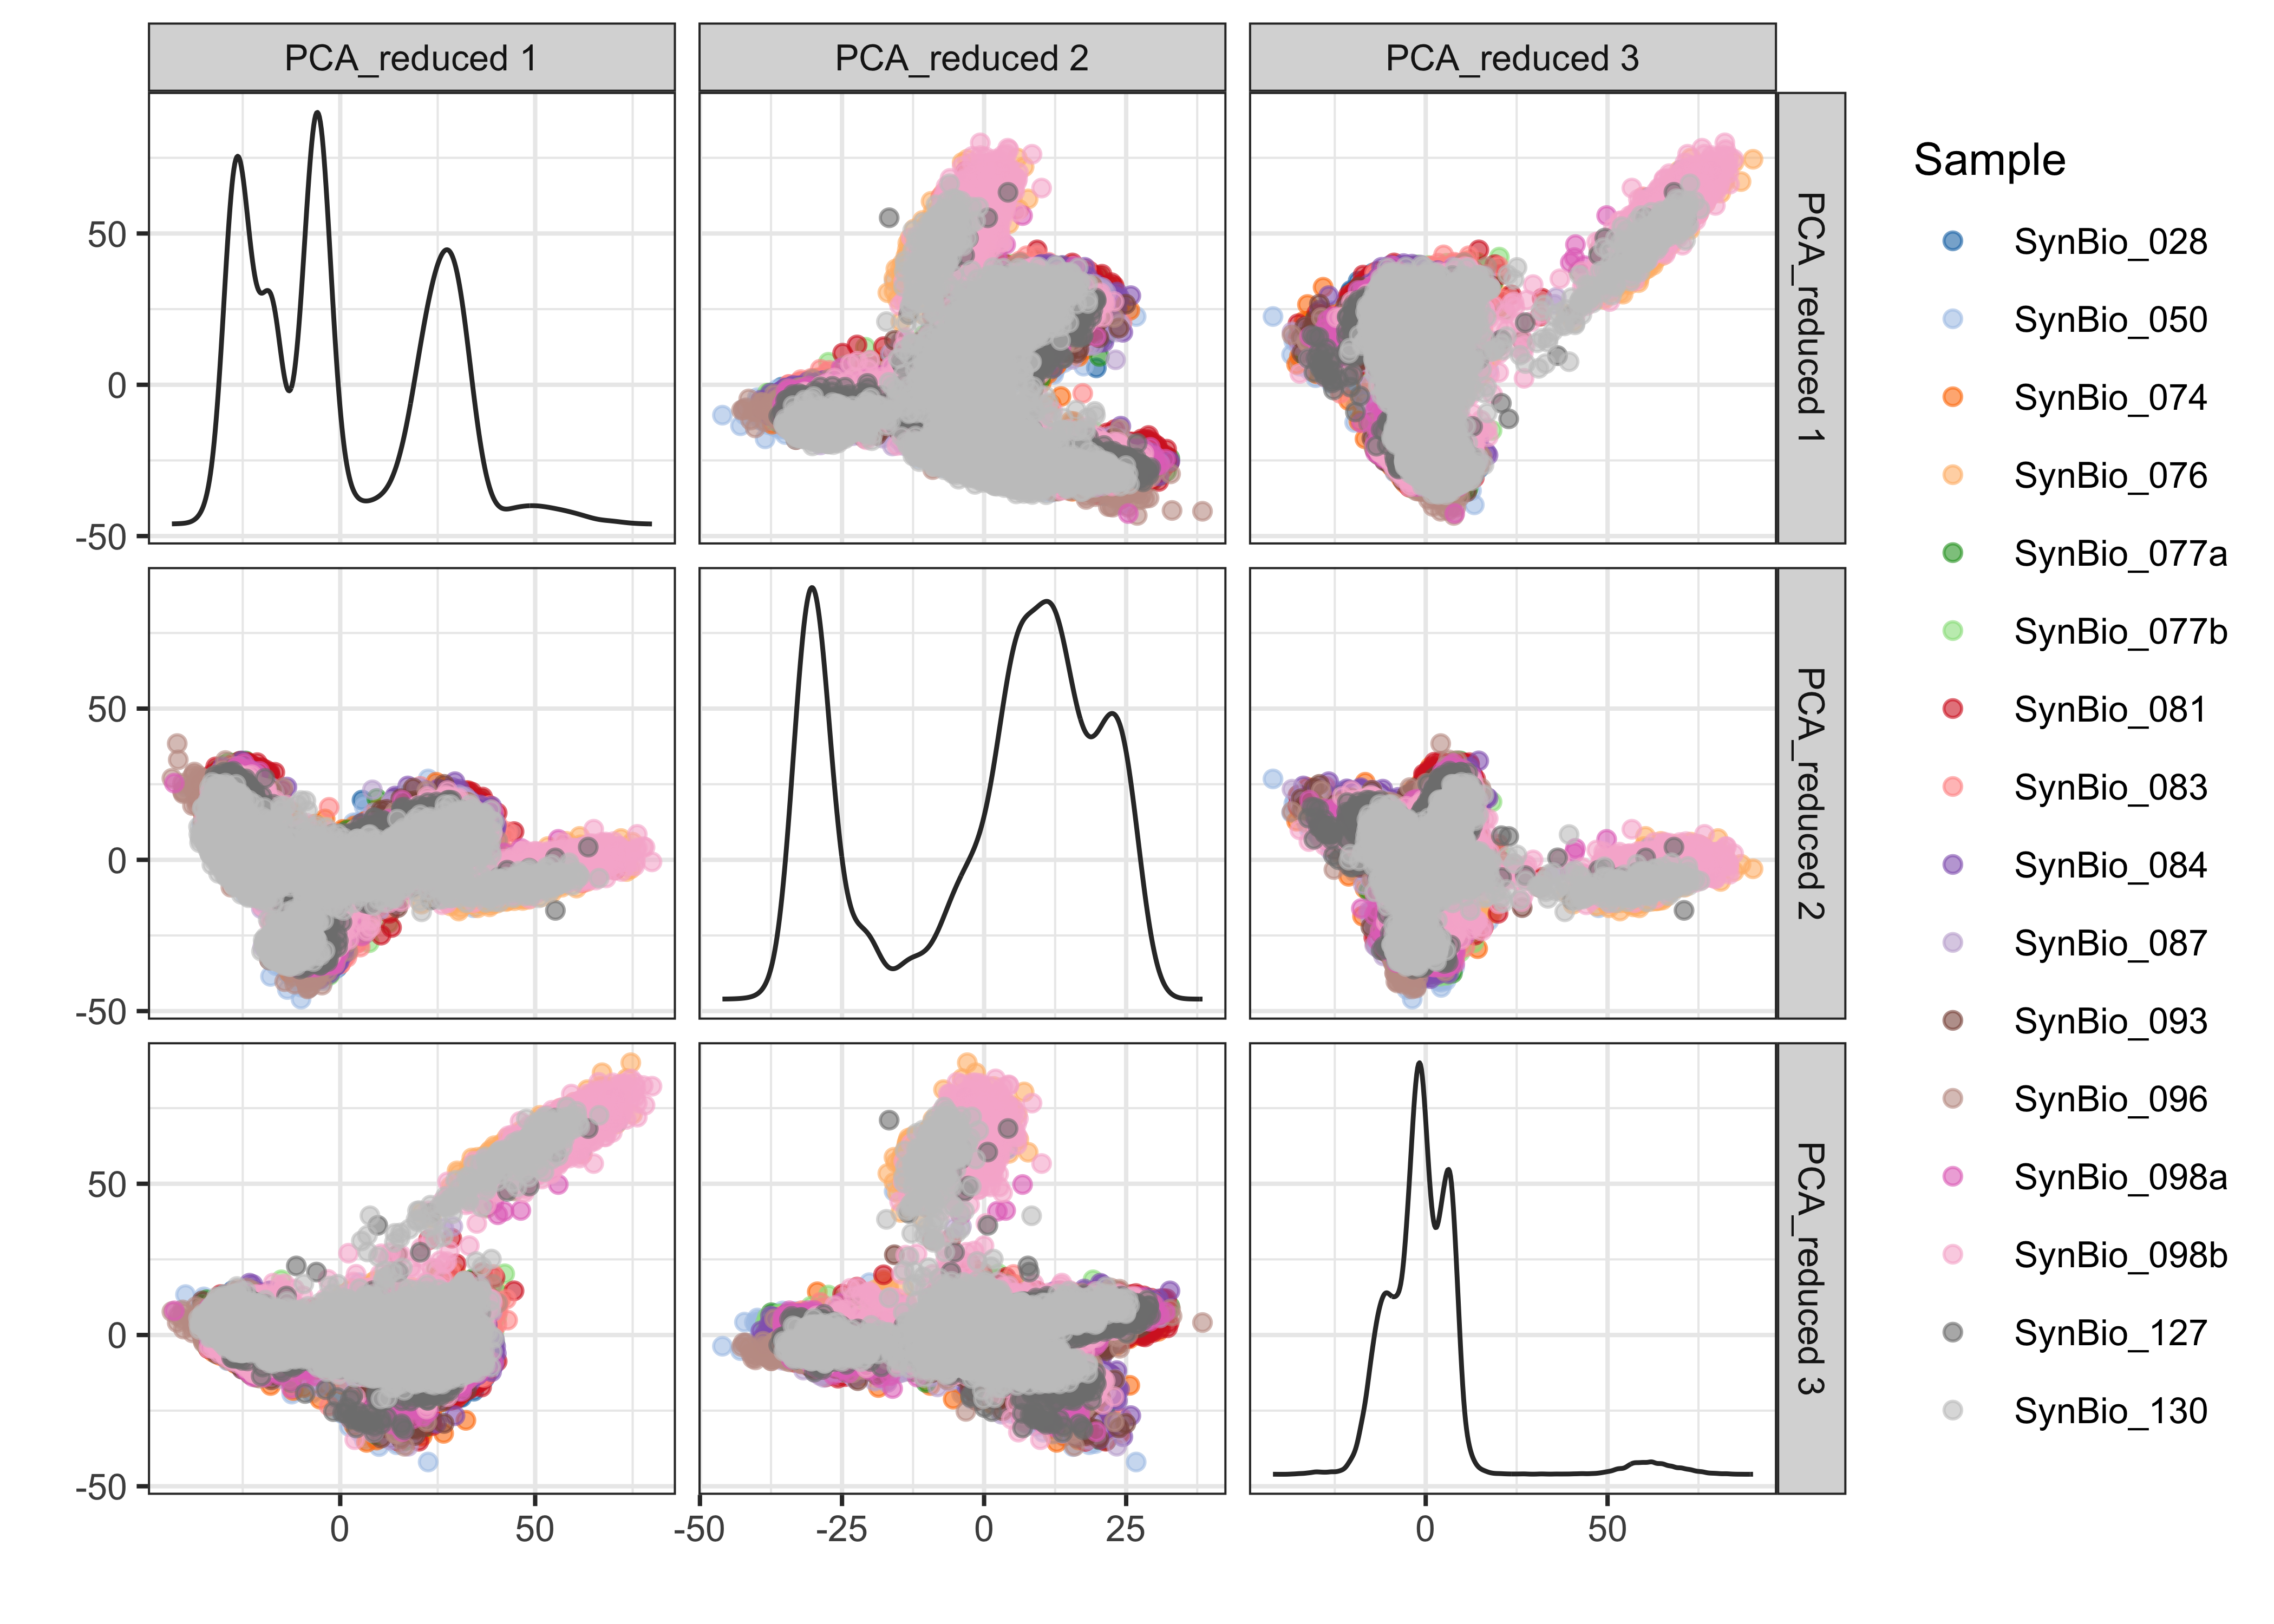 PCA_reduced 1
PCA_reduced 2
PCA_reduced 3
50
0
-50
PCA_reduced 1
50
0
-50
PCA_reduced 2
50
0
-50
PCA_reduced 3
0
50
-50
-25
0
25
0
50
Sample
SynBio_028
SynBio_050
SynBio_074
SynBio_076
SynBio_077a
SynBio_077b
SynBio_081
SynBio_083
SynBio_084
SynBio_087
SynBio_093
SynBio_096
SynBio_098a
SynBio_098b
SynBio_127
SynBio_130